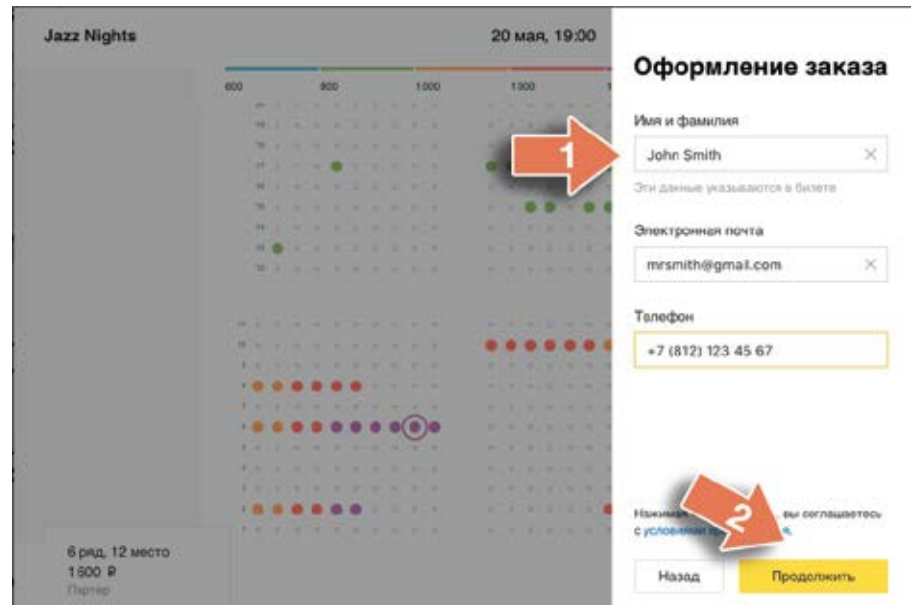 Jazz Nights
20 мая, 19:00
Оформление заказа
600 800 1000 1300
Имя и фамилия
1
John Smith
Эти данные указываются в билете
Электронная почта
mrsmith@gmail.com
Телефон
+7 (812) 123 45 67
2
вы соглашаетесь
с условиями
6 ряд, 12 место
1 600 ₽
Партер
Назад
Продолжить